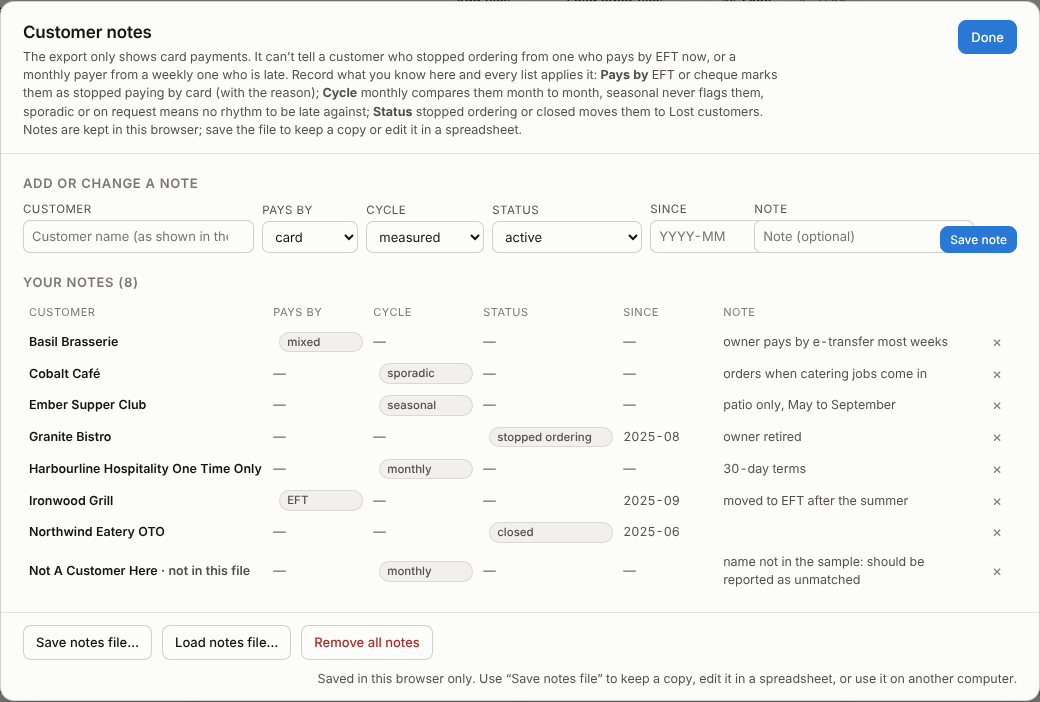 Customer notes
Done
The export only shows card payments. It can't tell a customer who stopped ordering from one who pays by EFT now, or a
monthly payer from a weekly one who is late. Record what you know here and every list applies it: Pays by EFT or cheque marks
them as stopped paying by card (with the reason); Cycle monthly compares them month to month, seasonal never flags them,
sporadic or on request means no rhythm to be late against; Status stopped ordering or closed moves them to Lost customers.
Notes are kept in this browser; save the file to keep a copy or edit it in a spreadsheet.
ADD OR CHANGE A NOTE
CUSTOMER PAYS BY CYCLE STATUS SINCE NOTE
Customer name (as shown in the card measured active YYYY-MM Note (optional) Save note
YOUR NOTES (8)
CUSTOMER PAYS BY CYCLE STATUS SINCE NOTE
Basil Brasserie mixed — — — owner pays by e-transfer most weeks ×
Cobalt Café — sporadic — — orders when catering jobs come in ×
Ember Supper Club — seasonal — — patio only, May to September ×
Granite Bistro — — stopped ordering 2025-08 owner retired ×
Harbourline Hospitality One Time Only — monthly — — 30-day terms ×
Ironwood Grill EFT — — 2025-09 moved to EFT after the summer ×
Northwind Eatery OTO — — closed 2025-06 ×
Not A Customer Here · not in this file — monthly — — name not in the sample: should be
reported as unmatched ×
Save notes file… Load notes file… Remove all notes
Saved in this browser only. Use “Save notes file” to keep a copy, edit it in a spreadsheet, or use it on another computer.